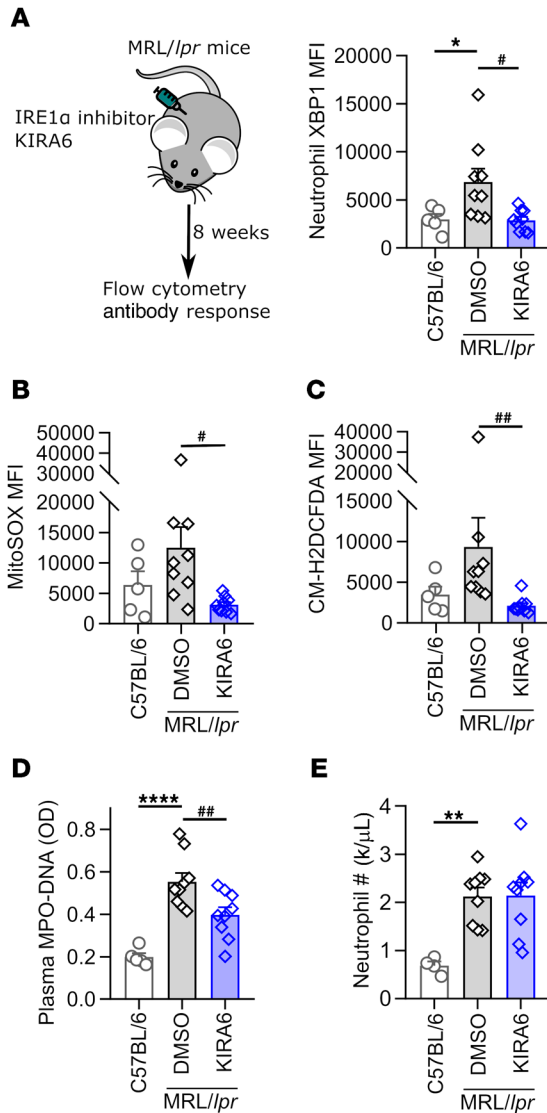 A
MRL/lpr mice
IRE1α inhibitor
KIRA6
8 weeks
Flow cytometry
antibody response
Neutrophil XBP1 MFI
20000
15000
10000
5000
0
*
#
C57BL/6
DMSO
KIRA6
MRL/lpr
B
MitoSOX MFI
50000
40000
30000
20000
15000
10000
5000
0
#
C57BL/6
DMSO
KIRA6
MRL/lpr
C
CM-H2DCFDA MFI
40000
30000
15000
10000
5000
0
##
C57BL/6
DMSO
KIRA6
MRL/lpr
D
Plasma MPO-DNA (OD)
0.8
0.6
0.4
0.2
0.0
****
##
C57BL/6
DMSO
KIRA6
MRL/lpr
E
Neutrophil # (k/µL)
4
3
2
1
0
**
C57BL/6
DMSO
KIRA6
MRL/lpr